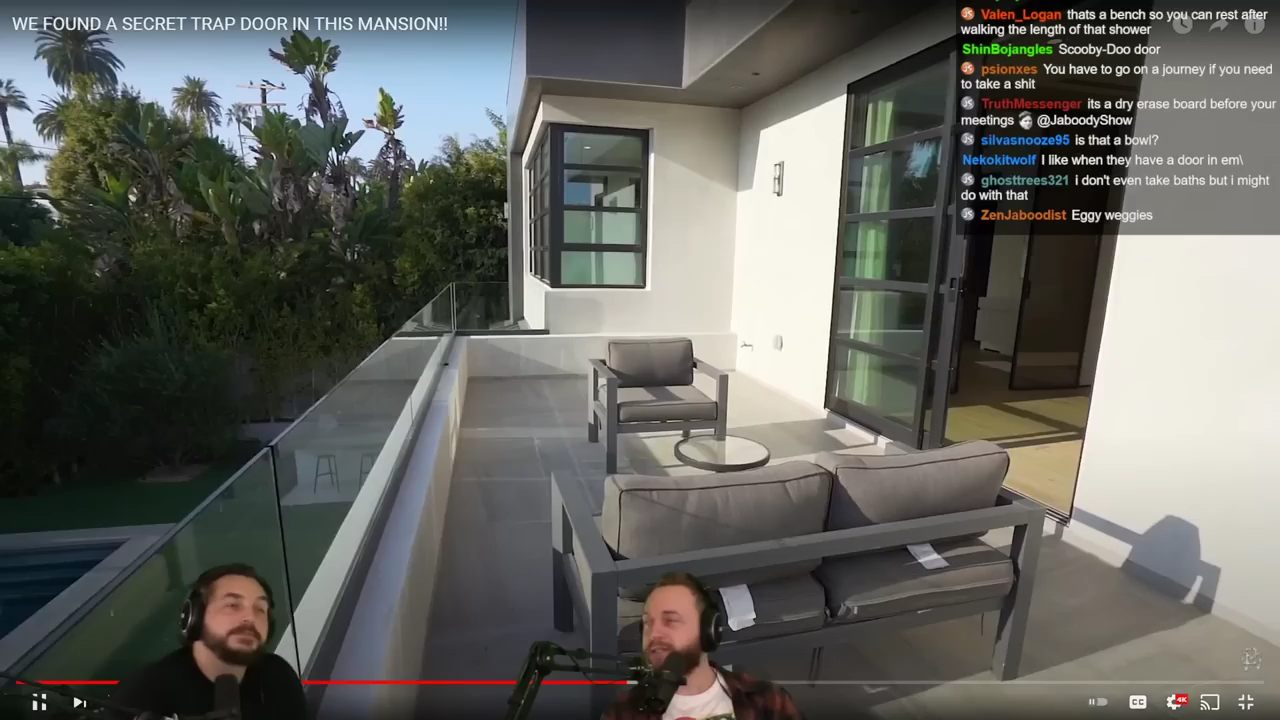 WE FOUND A SECRET TRAP DOOR IN THIS MANSION!!
Valen_Logan thats a bench so you can rest after
walking the length of that shower
ShinBojangles Scooby-Doo door
psionxes You have to go on a journey if you need
to take a shit
TruthMessenger its a dry erase board before your
meetings @JaboodyShow
silvasnooze95 is that a bowl?
Nekokitwolf I like when they have a door in em\
ghosttrees321 i don't even take baths but i might
do with that
ZenJaboodist Eggy weggies
CC
4K